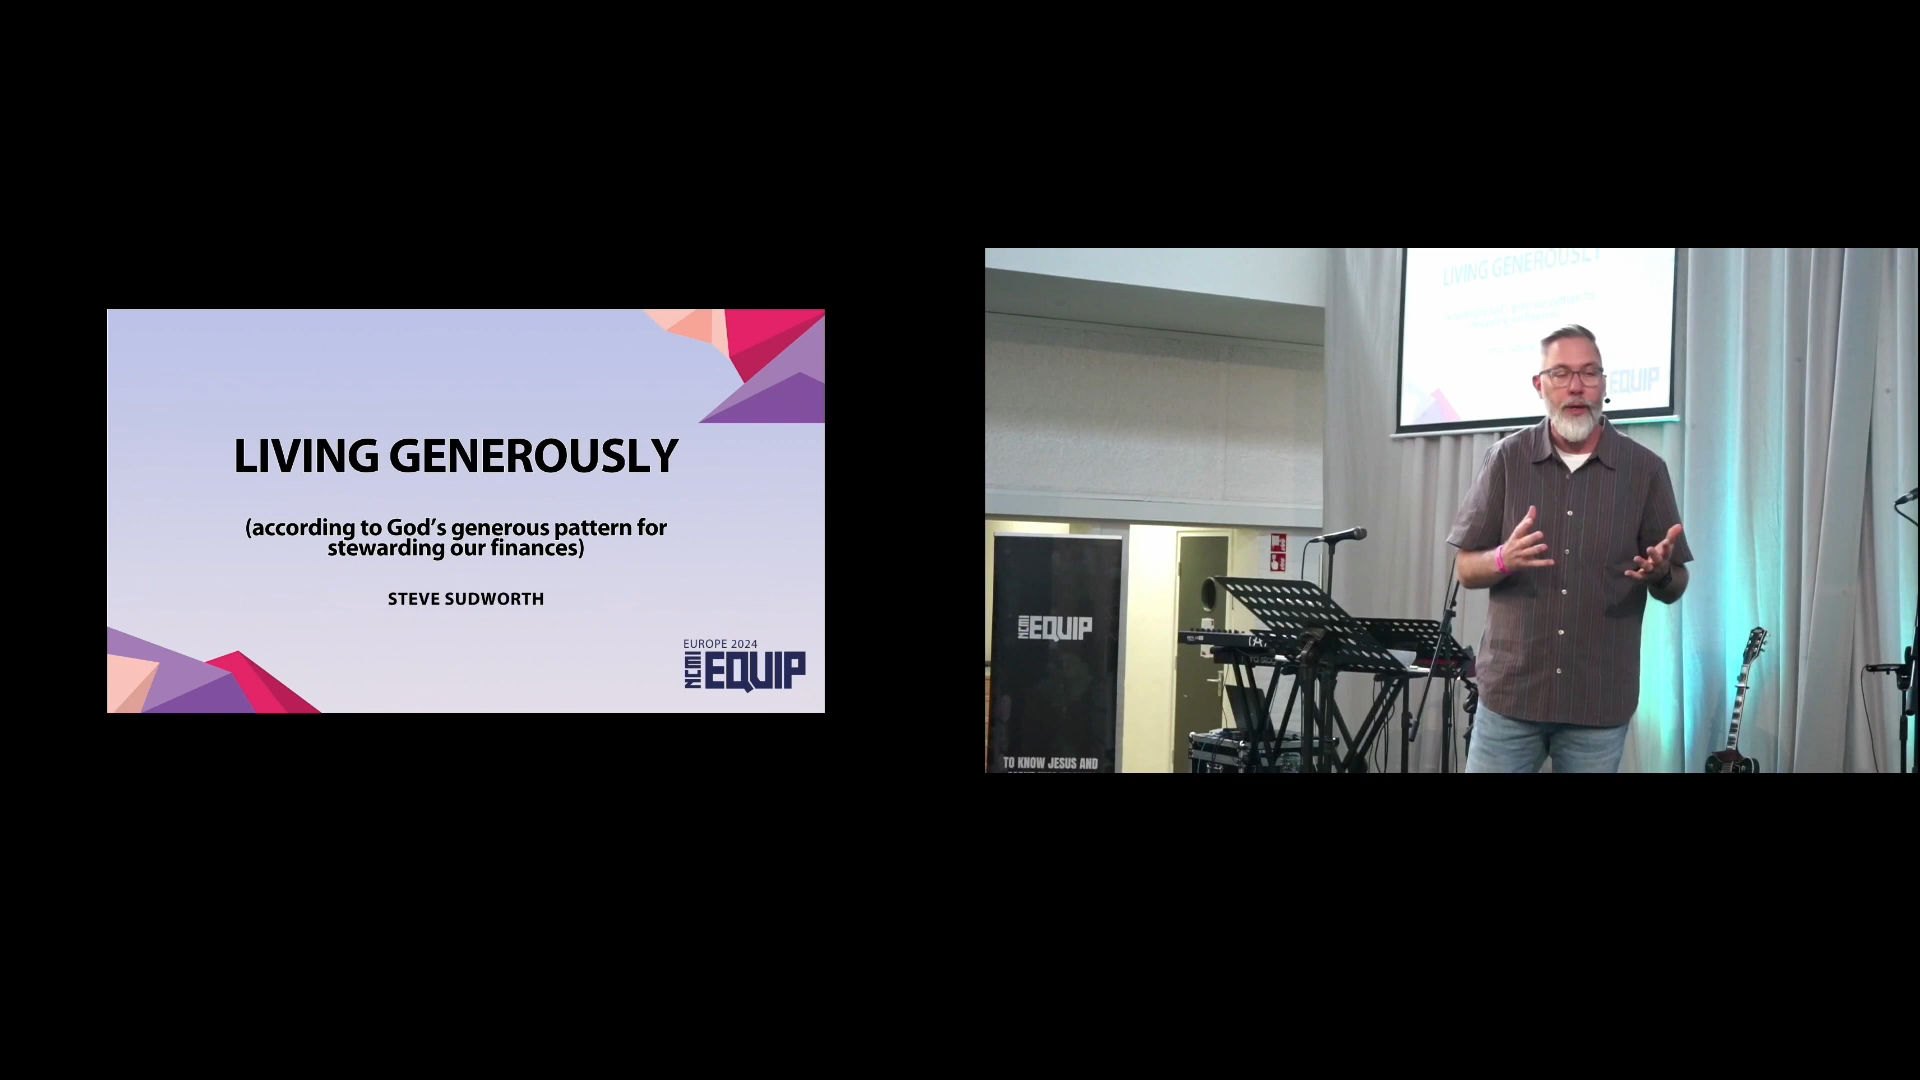 LIVING GENEROUSLY
(according to God's generous pattern for
stewarding our finances)
STEVE SUDWORTH
EUROPE 2024
NCMI EQUIP
LIVING GENEROUSLY
EQUIP
NCMI EQUIP
TO KNOW JESUS AND